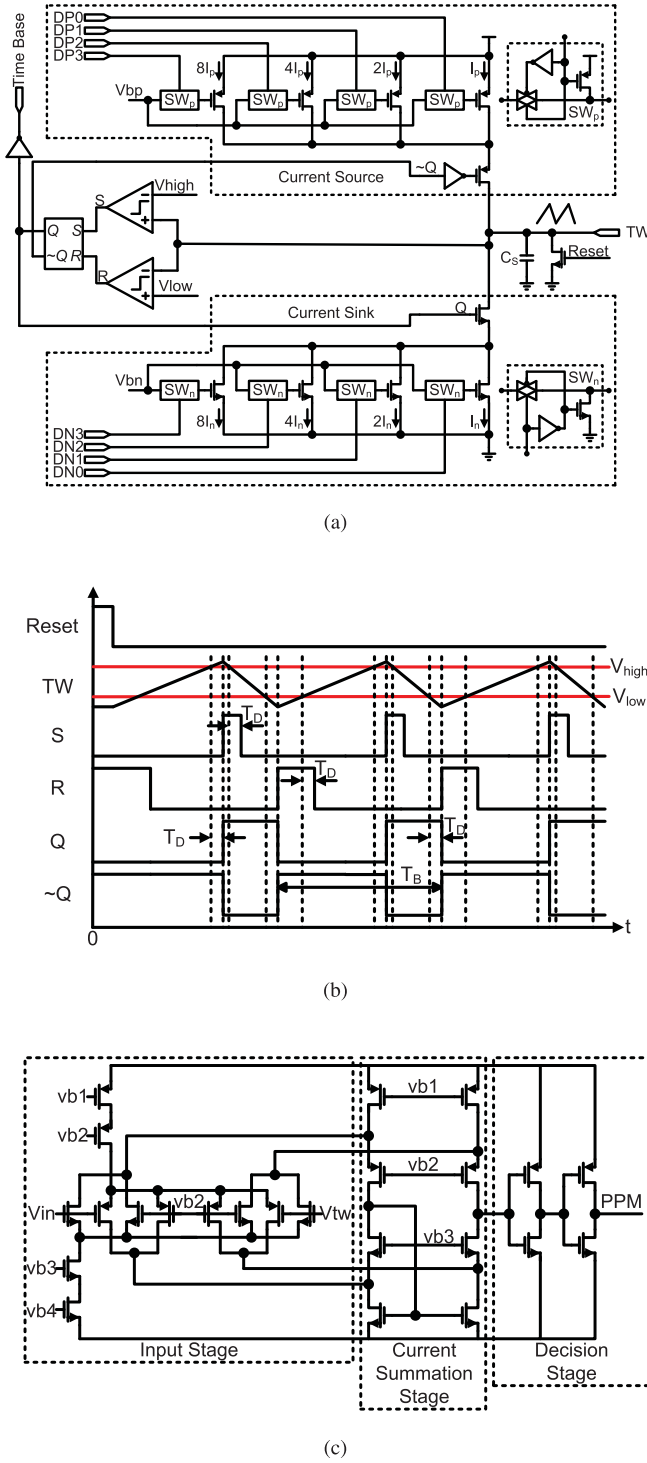 Time Base
DP0
DP1
DP2
DP3
8Ip 4Ip 2Ip Ip
Vbp SWp SWp SWp SWp
SWp
Current Source
~Q
Vhigh
S
Q S
~Q R
R
Vlow
TW
CS
Reset
Current Sink
Q
Vbn SWn SWn SWn SWn
SWn
8In 4In 2In In
DN3
DN2
DN1
DN0
(a)
Reset
TW
Vhigh
Vlow
S
TD
R
TD
Q
TD
TD
~Q
TB
0
t
(b)
vb1
vb2
vb1
vb2
Vin
vb2
Vtw
PPM
vb3
vb3
vb4
Input Stage
Current
Summation
Stage
Decision
Stage
(c)